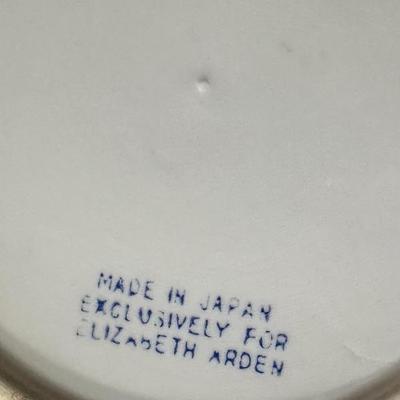 MADE IN JAPAN
EXCLUSIVELY FOR
ELIZABETH ARDEN